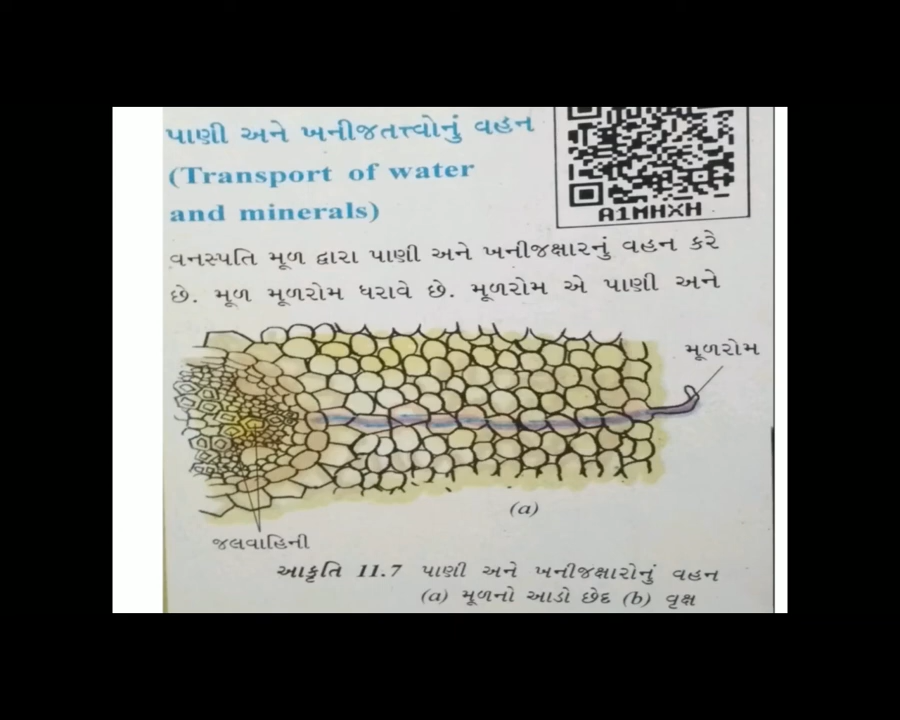 પાણી અને ખનીજતત્ત્વોનું વહન
(Transport of water
and minerals)
A1MHXH
વનસ્પતિ મૂળ દ્વારા પાણી અને ખનીજક્ષારનું વહન કરે
છે. મૂળ મૂળરોમ ધરાવે છે. મૂળરોમ એ પાણી અને
મૂળરોમ
(a)
જલવાહિની
આકૃતિ 11.7 પાણી અને ખનીજક્ષારોનું વહન
(a) મૂળનો આડો છેદ (b) વૃક્ષ